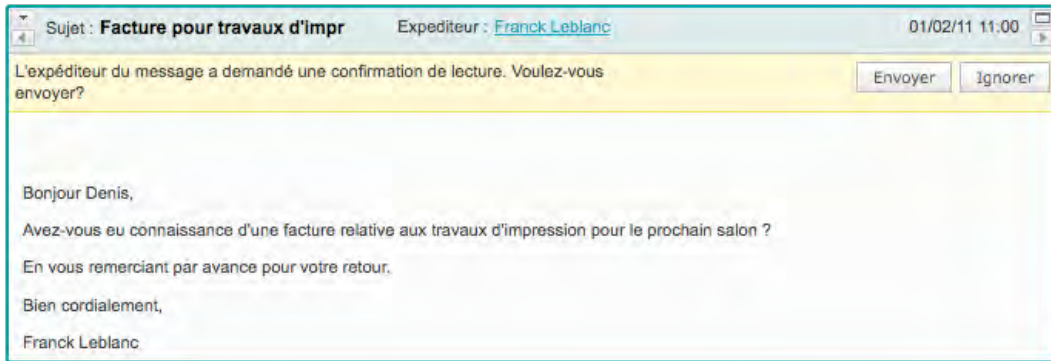 Sujet : Facture pour travaux d'impr Expediteur : Franck Leblanc 01/02/11 11:00
L'expéditeur du message a demandé une confirmation de lecture. Voulez-vous
envoyer?
Envoyer Ignorer
Bonjour Denis,
Avez-vous eu connaissance d'une facture relative aux travaux d'impression pour le prochain salon ?
En vous remerciant par avance pour votre retour.
Bien cordialement,
Franck Leblanc